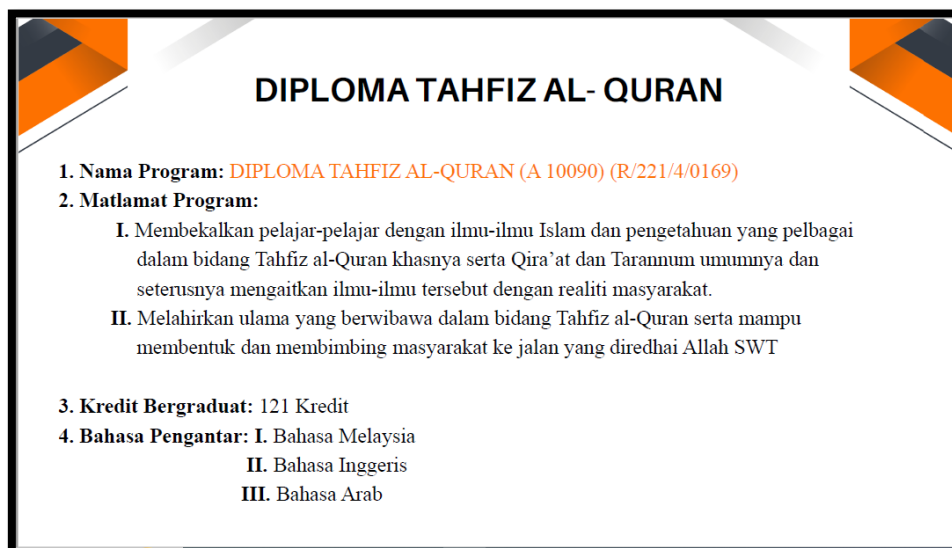 DIPLOMA TAHFIZ AL- QURAN
1. Nama Program: DIPLOMA TAHFIZ AL-QURAN (A 10090) (R/221/4/0169)
2. Matlamat Program:
I. Membekalkan pelajar-pelajar dengan ilmu-ilmu Islam dan pengetahuan yang pelbagai
dalam bidang Tahfiz al-Quran khasnya serta Qira’at dan Tarannum umumnya dan
seterusnya mengaitkan ilmu-ilmu tersebut dengan realiti masyarakat.
II. Melahirkan ulama yang berwibawa dalam bidang Tahfiz al-Quran serta mampu
membentuk dan membimbing masyarakat ke jalan yang diredhai Allah SWT
3. Kredit Bergraduat: 121 Kredit
4. Bahasa Pengantar: I. Bahasa Melaysia
II. Bahasa Inggeris
III. Bahasa Arab